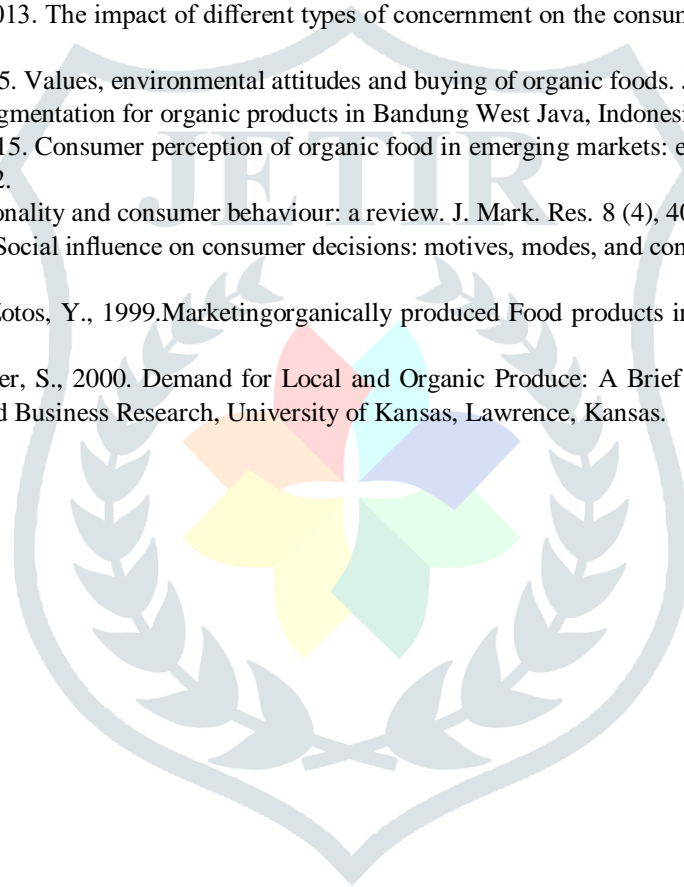 013. The impact of different types of concernment on the consum
5. Values, environmental attitudes and buying of organic foods.
gmentation for organic products in Bandung West Java, Indonesi
15. Consumer perception of organic food in emerging markets: e
2.
onality and consumer behaviour: a review. J. Mark. Res. 8 (4), 40
Social influence on consumer decisions: motives, modes, and con
Zotos, Y., 1999.Marketingorganically produced Food products in
er, S., 2000. Demand for Local and Organic Produce: A Brief
d Business Research, University of Kansas, Lawrence, Kansas.
JETIR